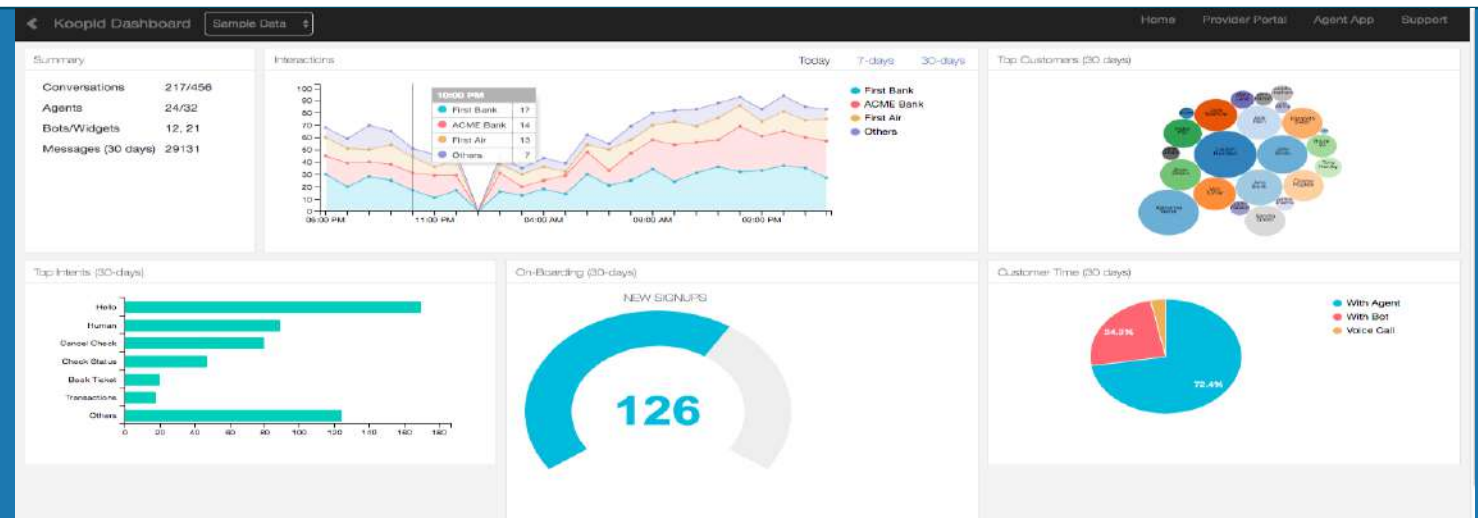 Koopid Dashboard
Sample Data
Home
Provider Portal
Agent App
Support
Summary
Conversations 217/456
Agents 24/32
Bots/Widgets 12, 21
Messages (30 days) 29131
Interactions
Today
7-days
30-days
100
90
80
70
60
50
40
30
20
10
0
06:00 PM
11:00 PM
04:00 AM
09:00 AM
02:00 PM
10:00 PM
First Bank 17
ACME Bank 14
First Air 13
Others 7
First Bank
ACME Bank
First Air
Others
Top Customers (30 days)
Top Intents (30-days)
Hello
Human
Cancel Check
Check Status
Book Ticket
Transactions
Others
0 20 40 60 80 100 120 140 160 180
On-Boarding (30-days)
NEW SIGNUPS
126
Customer Time (30 days)
24.3%
72.4%
With Agent
With Bot
Voice Call